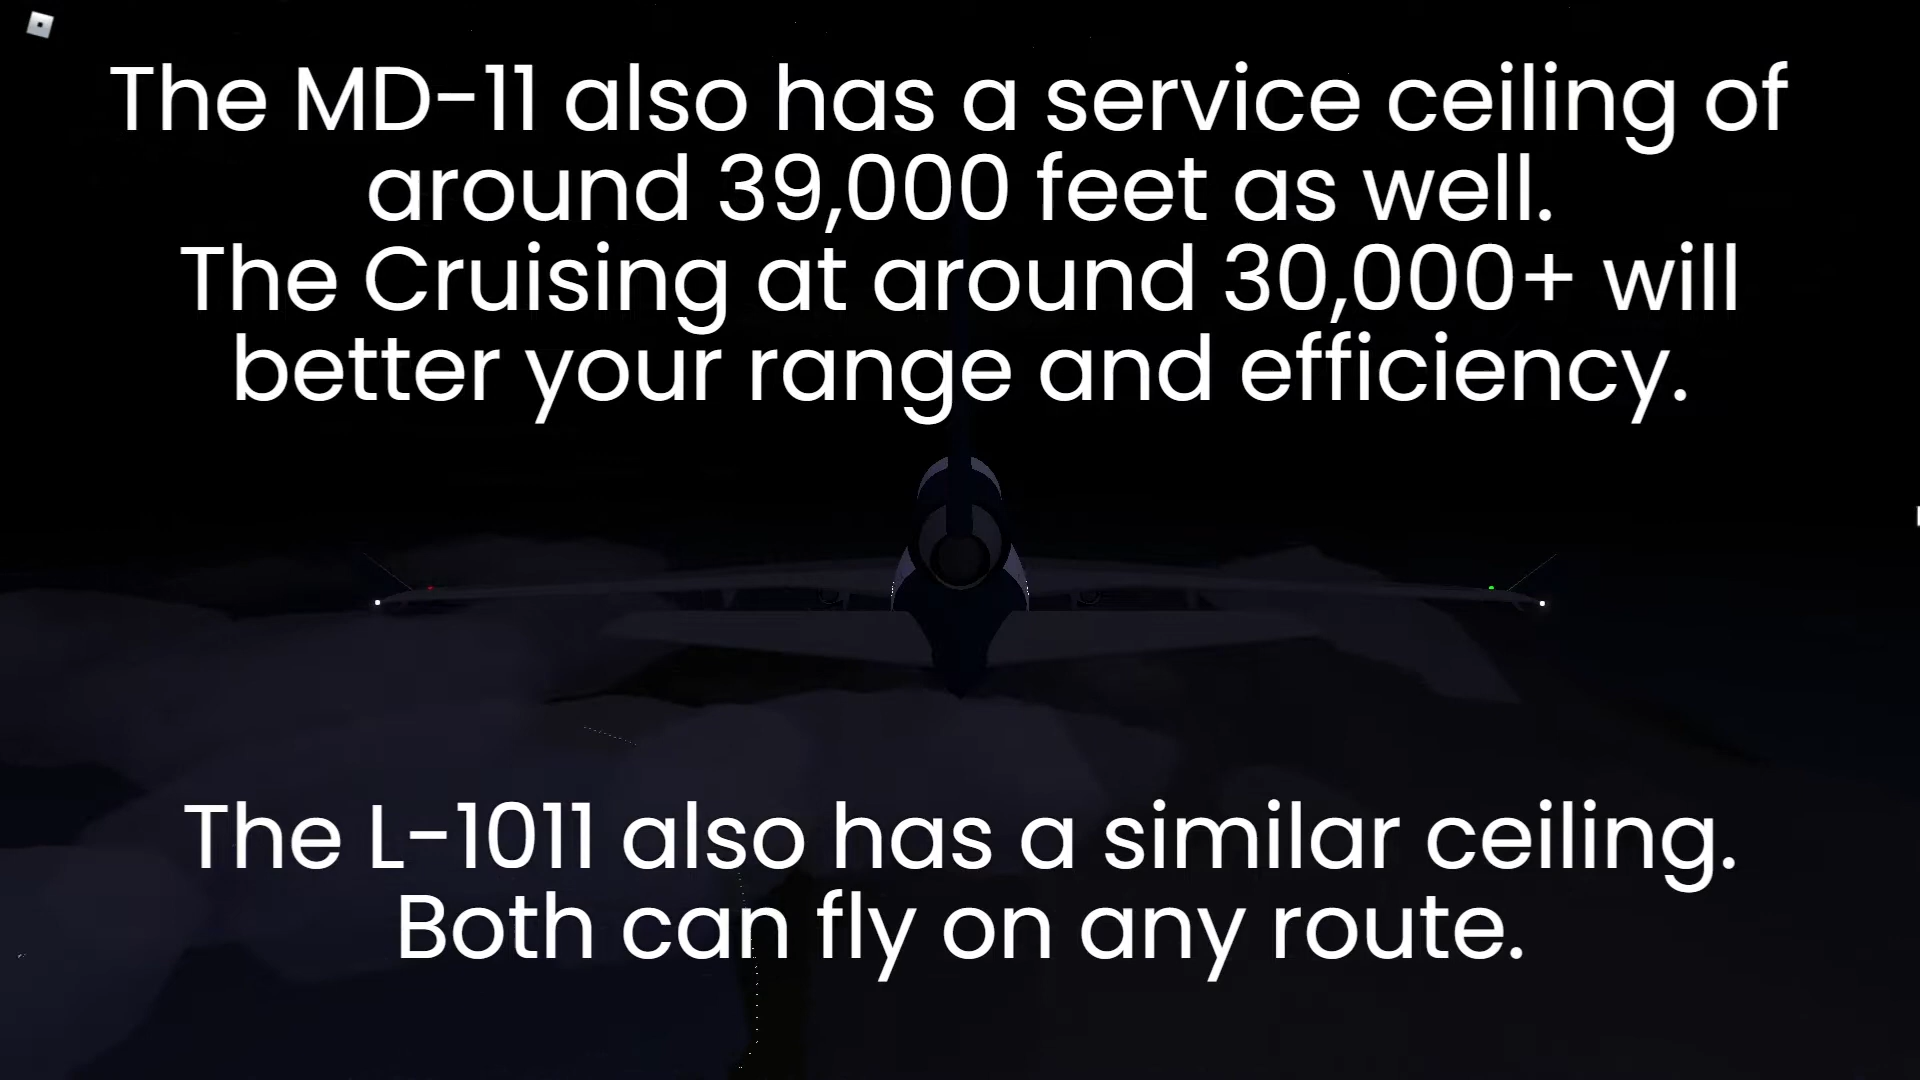 The MD-11 also has a service ceiling of
around 39,000 feet as well.
The Cruising at around 30,000+ will
better your range and efficiency.
The L-1011 also has a similar ceiling.
Both can fly on any route.